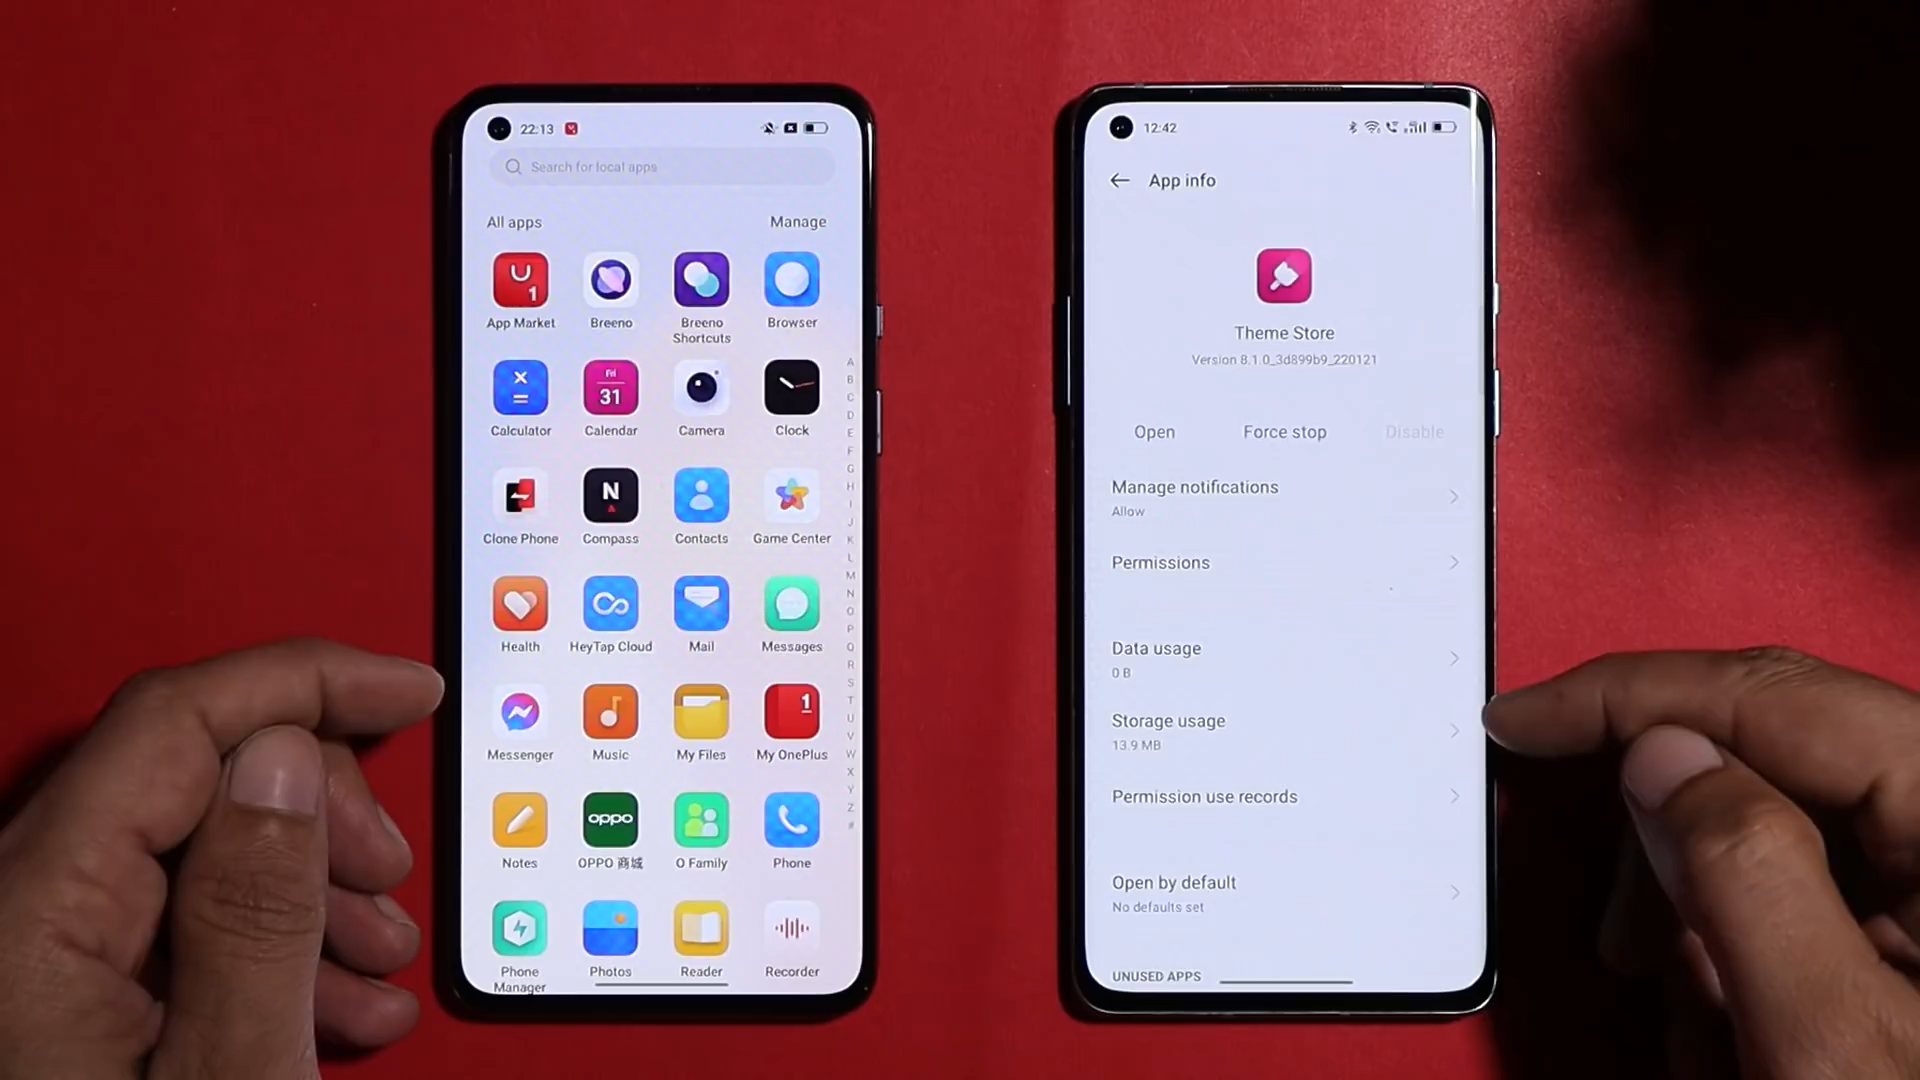 22:13
Search for local apps
All apps
Manage
1
App Market
Breeno
Breeno
Shortcuts
Browser
Calculator
Fri
31
Calendar
Camera
Clock
Clone Phone
N
Compass
Contacts
Game Center
Health
HeyTap Cloud
Mail
Messages
Messenger
Music
My Files
1
My OnePlus
Notes
oppo
OPPO 商城
O Family
Phone
Phone
Manager
Photos
Reader
Recorder
A
B
C
D
E
F
G
H
I
J
K
L
M
N
O
P
Q
R
S
T
U
V
W
X
Y
Z
#
12:42
App info
Theme Store
Version 8.1.0_3d899b9_220121
Open
Force stop
Disable
Manage notifications
Allow
Permissions
Data usage
0 B
Storage usage
13.9 MB
Permission use records
Open by default
No defaults set
UNUSED APPS